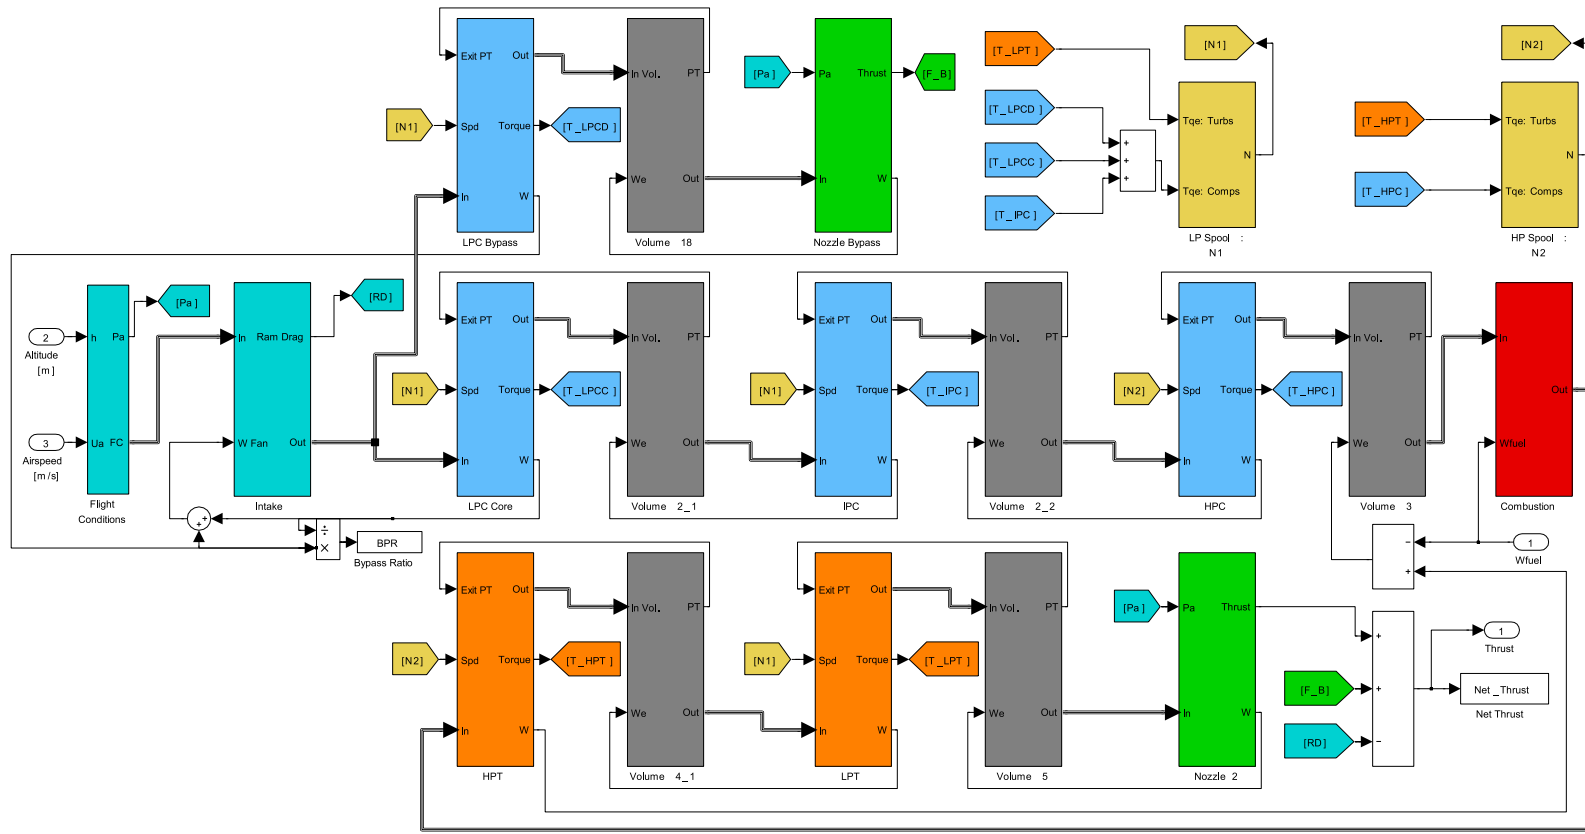 Exit PT Out
Spd Torque
In W
LPC Bypass
[N1]
[T_LPCD ]
In Vol. PT
We Out
Volume 18
[Pa ]
Pa Thrust
In W
Nozzle Bypass
[F_B]
[T_LPT ]
[T_LPCD ]
[T_LPCC ]
[T_IPC ]
+
+
+
[N1]
Tqe: Turbs
N
Tqe: Comps
LP Spool :
N1
[T_HPT ]
[T_HPC ]
[N2]
Tqe: Turbs
N
Tqe: Comps
HP Spool :
N2
2
Altitude
[m ]
3
Airspeed
[m /s]
h Pa
Ua FC
Flight
Conditions
[Pa ]
In Ram Drag
W Fan Out
Intake
[RD]
[N1]
Exit PT Out
Spd Torque
In W
LPC Core
[T_LPCC ]
In Vol. PT
We Out
Volume 2_1
[N1]
Exit PT Out
Spd Torque
In W
IPC
[T_IPC ]
In Vol. PT
We Out
Volume 2_2
[N2]
Exit PT Out
Spd Torque
In W
HPC
[T_HPC ]
In Vol. PT
We Out
Volume 3
In
Out
Wfuel
Combustion
+
+
÷
×
BPR
Bypass Ratio
−
+
1
Wfuel
[N2]
Exit PT Out
Spd Torque
In W
HPT
[T_HPT ]
In Vol. PT
We Out
Volume 4_1
[N1]
Exit PT Out
Spd Torque
In W
LPT
[T_LPT ]
In Vol. PT
We Out
Volume 5
[Pa ]
Pa Thrust
In W
Nozzle 2
[F_B]
[RD]
+
+
−
1
Thrust
Net _Thrust
Net Thrust